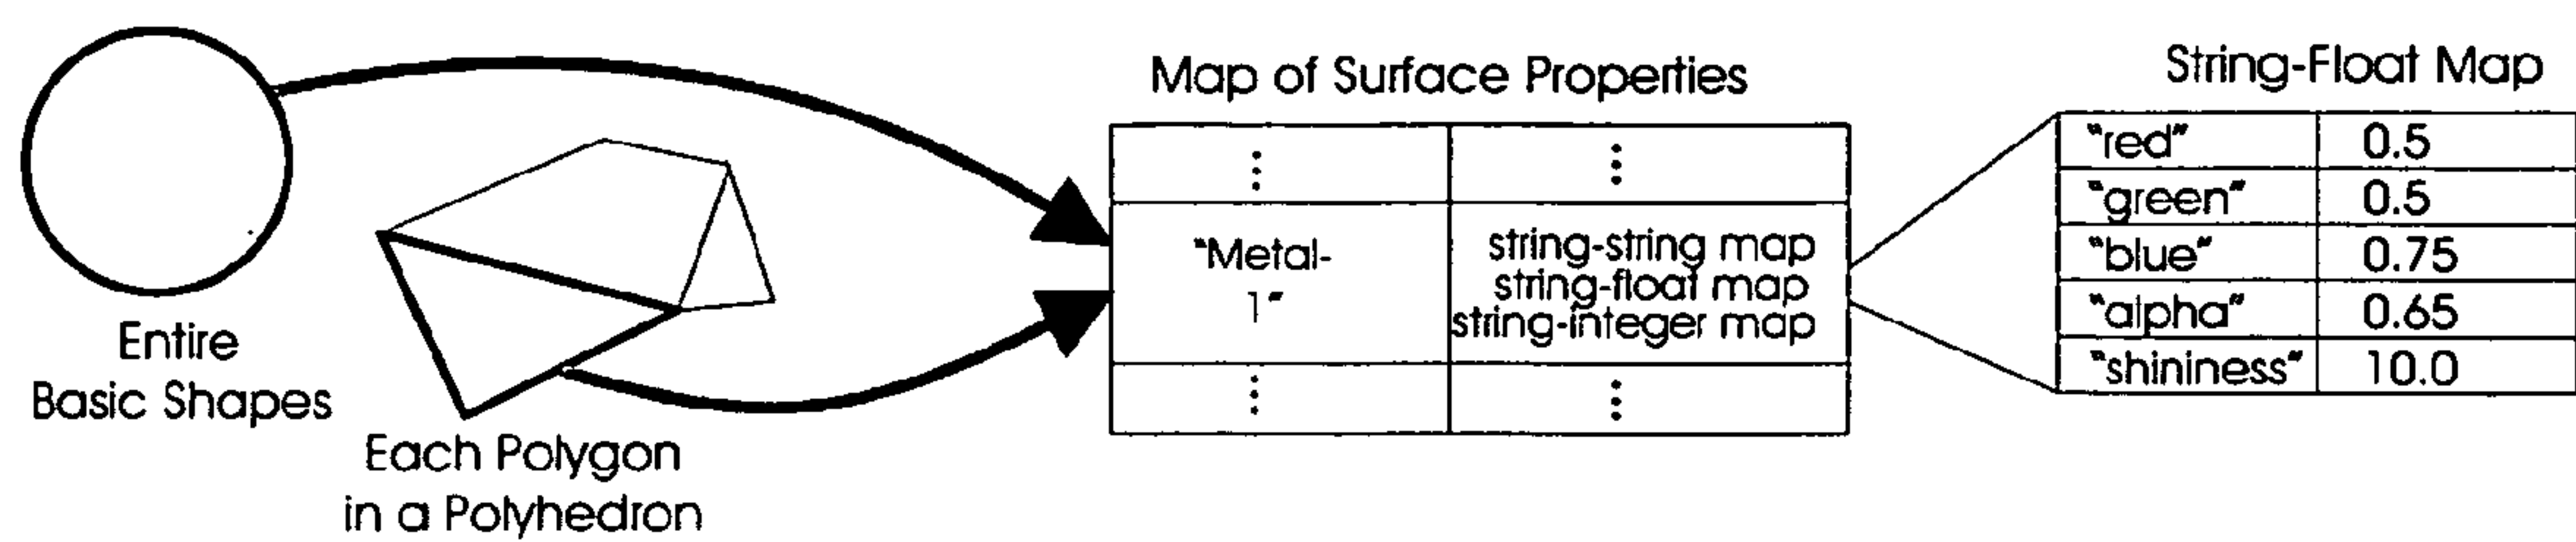 Entire
Basic Shapes
Each Polygon
in a Polyhedron
Map of Surface Properties
"Metal-
1"
string-string map
string-float map
string-integer map
String-Float Map
"red" 0.5
"green" 0.5
"blue" 0.75
"alpha" 0.65
"shininess" 10.0